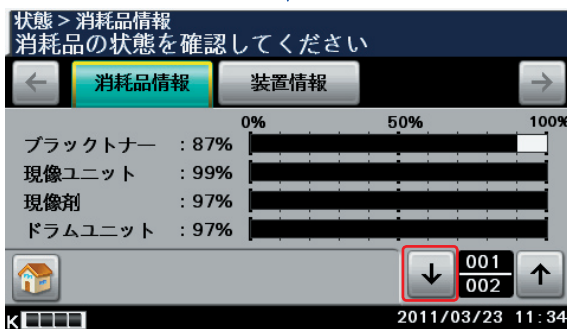 状態 > 消耗品情報
消耗品の状態を確認してください
← 消耗品情報 装置情報 →
0% 50% 100%
ブラックトナー : 87%
現像ユニット : 99%
現像剤 : 97%
ドラムユニット : 97%
↓ 001 ↑
002
K 2011/03/23 11:34